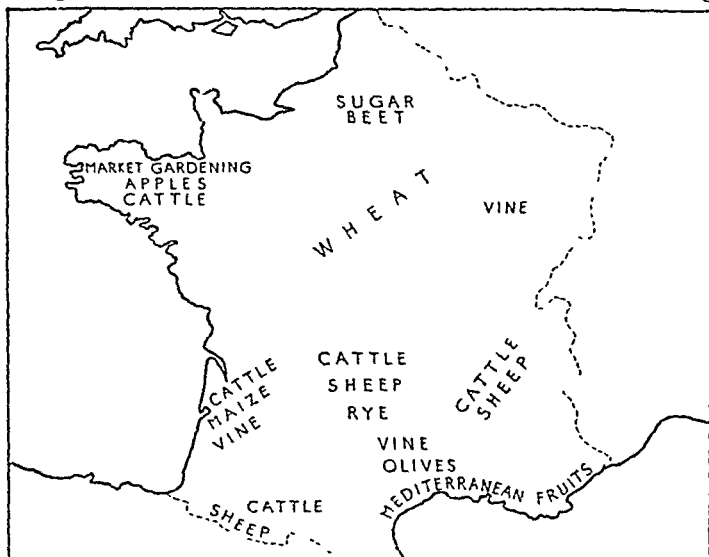 SUGAR
BEET
MARKET GARDENING
APPLES
CATTLE
WHEAT
VINE
CATTLE
MAIZE
VINE
CATTLE
SHEEP
RYE
CATTLE
SHEEP
VINE
OLIVES
MEDITERRANEAN FRUITS
CATTLE
SHEEP